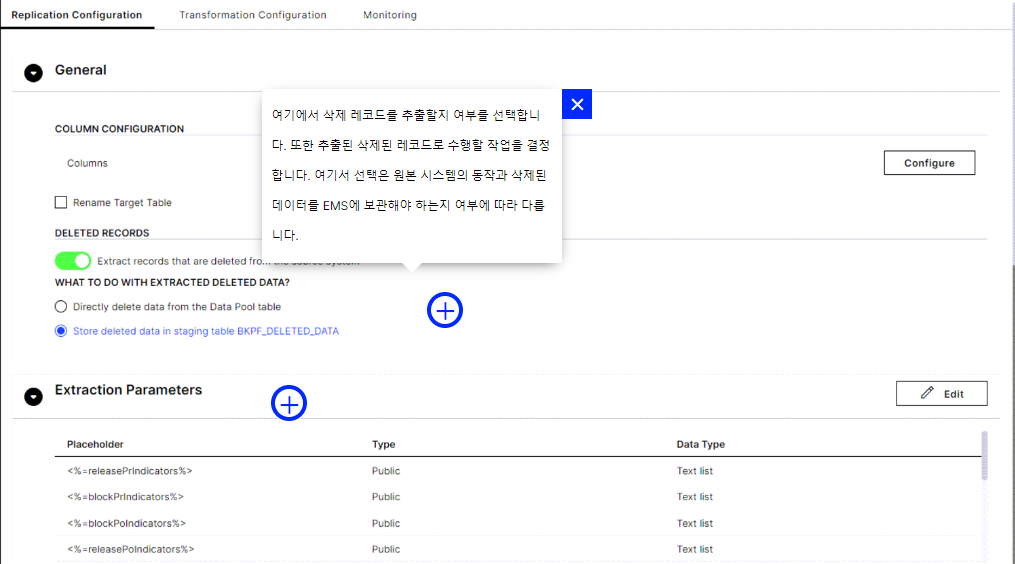 Replication Configuration Transformation Configuration Monitoring
General
여기에서 삭제 레코드를 추출할지 여부를 선택합니
다. 또한 추출된 삭제된 레코드로 수행할 작업을 결정
합니다. 여기서 선택은 원본 시스템의 동작과 삭제된
데이터를 EMS에 보관해야 하는지 여부에 따라 다릅
니다.
COLUMN CONFIGURATION
Columns Configure
Rename Target Table
DELETED RECORDS
Extract records that are deleted from the source system
WHAT TO DO WITH EXTRACTED DELETED DATA?
Directly delete data from the Data Pool table
Store deleted data in staging table BKPF_DELETED_DATA
Extraction Parameters Edit
Placeholder Type Data Type
<%=releasePrIndicators%> Public Text list
<%=blockPrIndicators%> Public Text list
<%=blockPoIndicators%> Public Text list
<%=releasePoIndicators%> Public Text list